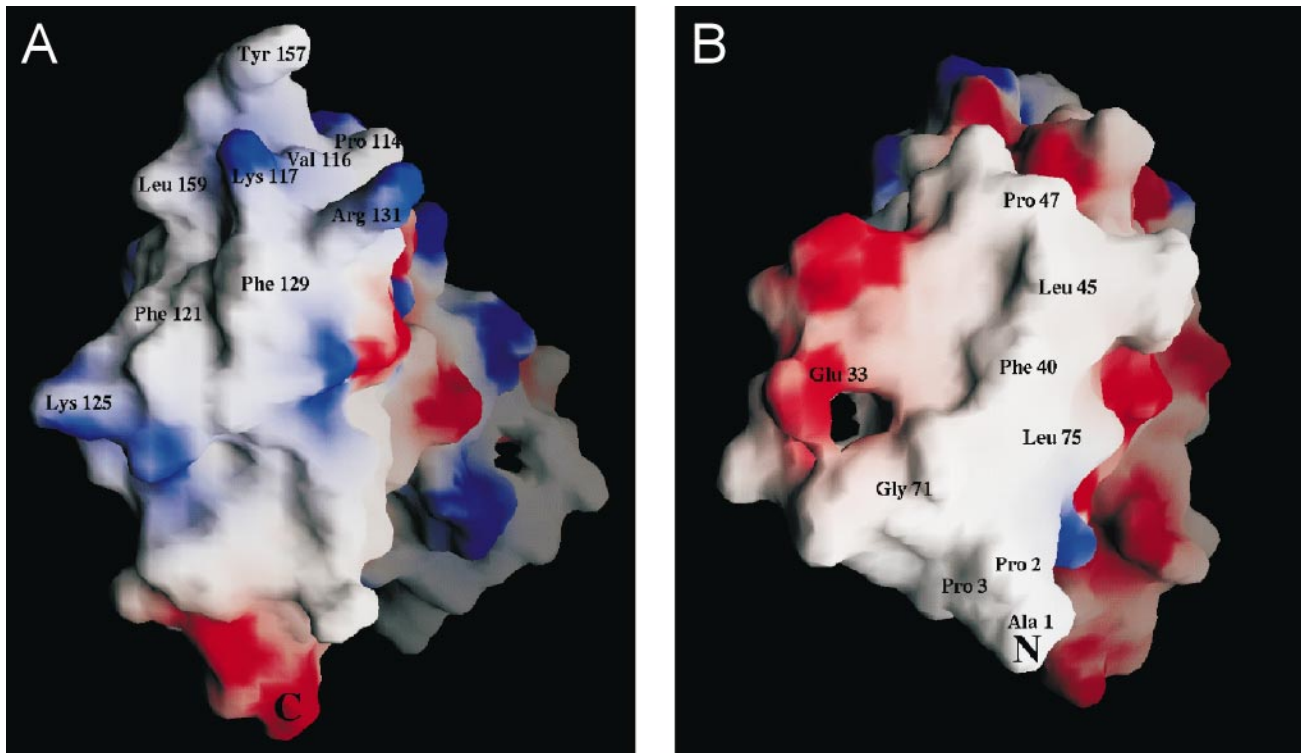 A
Tyr 157
Pro 114
Val 116
Leu 159
Lys 117
Arg 131
Phe 129
Phe 121
Lys 125
C
B
Pro 47
Leu 45
Glu 33
Phe 40
Leu 75
Gly 71
Pro 2
Pro 3
Ala 1
N